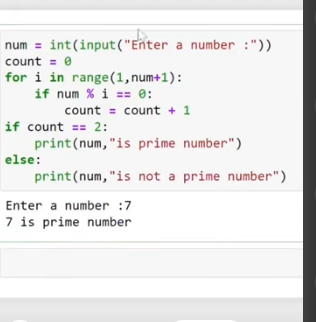 num = int(input("Enter a number :"))
count = 0
for i in range(1,num+1):
    if num % i == 0:
        count = count + 1
if count == 2:
    print(num,"is prime number")
else:
    print(num,"is not a prime number")
Enter a number :7
7 is prime number